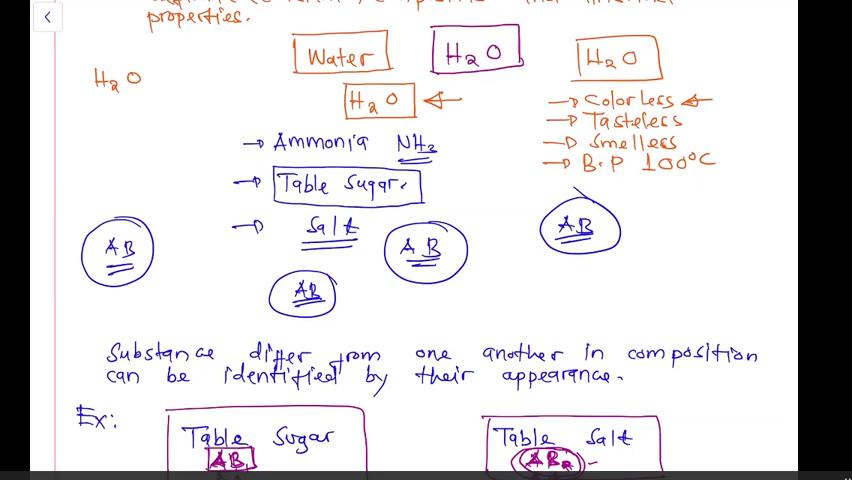 properties.
Water
H2O
H2O
H2O
H2O
→ Colorless ←
→ Tasteless
→ Smelless
→ B.P 100°C
→ Ammonia NH3
→ Table Sugar.
→ Salt
AB
AB
AB
AB
Substance differ from one another in composition
can be identified by their appearance.
Ex:
Table Sugar
AB
Table Salt
AB